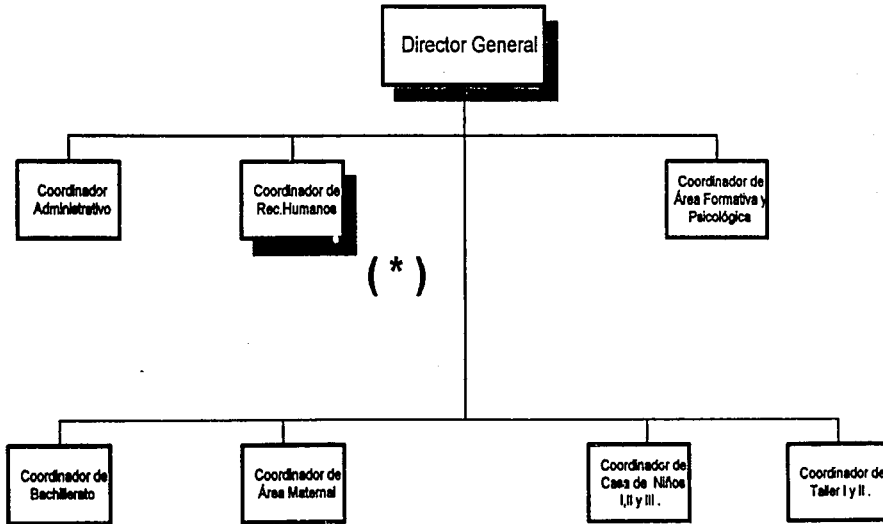 Director General
Coordinador
Administrativo
Coordinador de
Rec.Humanos
Coordinador de
Área Formativa y
Psicológica
(*)
Coordinador de
Bachillerato
Coordinador de
Área Maternal
Coordinador de
Casa de Niños
I,II y III .
Coordinador de
Taller I y II .